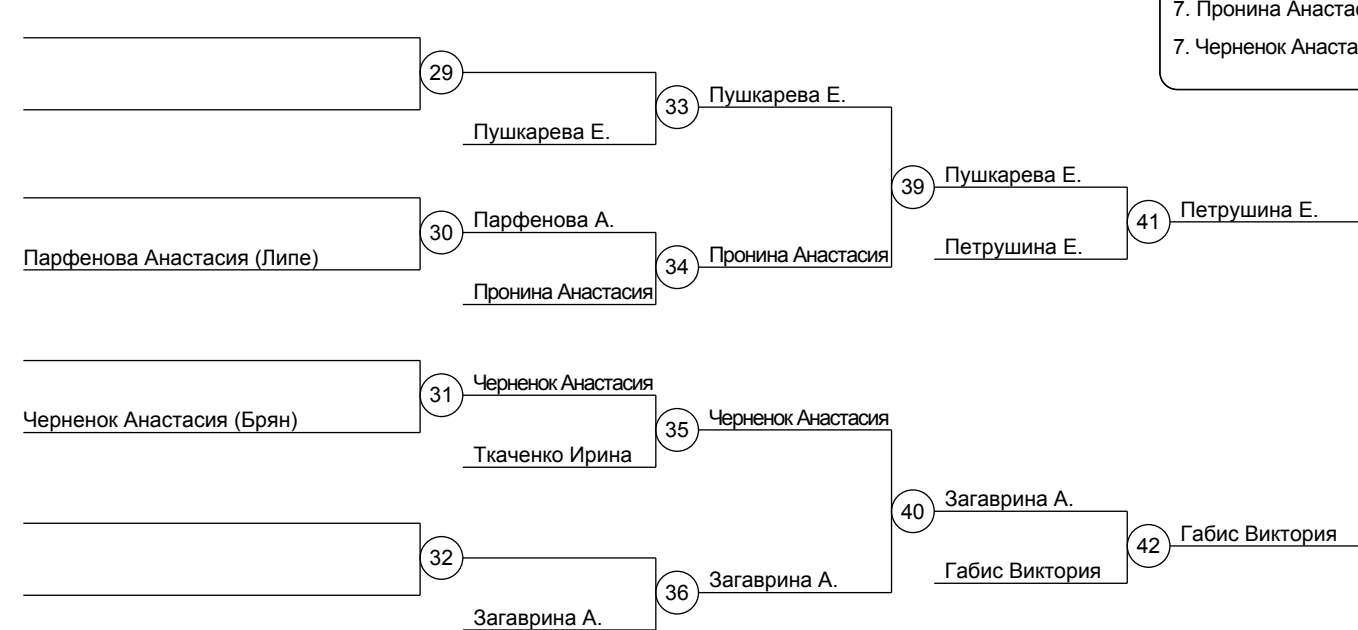 7. Пронина
7. Черненок
29
Пушкарева Е.
33
Пушкарева Е.
Пушкарева Е.
39
30
Парфенова А.
Петрушина Е.
41
Парфенова Анастасия (Липе)
Петрушина Е.
34
Пронина Анастасия
Пронина Анастасия
31
Черненок Анастасия
Черненок Анастасия (Брян)
35
Черненок Анастасия
Ткаченко Ирина
40
Загаврина А.
42
Габис Виктория
32
Габис Виктория
36
Загаврина А.
Загаврина А.